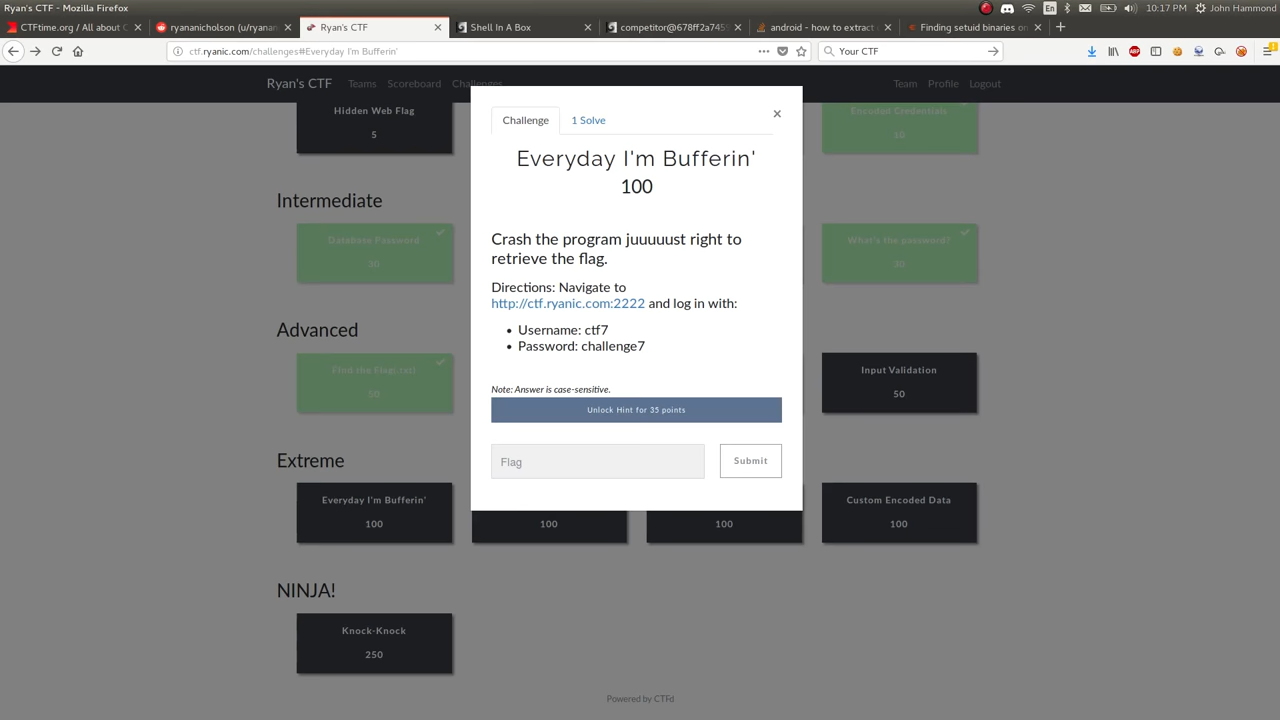 Ryan's CTF - Mozilla Firefox
En
10:17 PM
John Hammond
CTFtime.org / All about C
ryananicholson (u/ryanan
Ryan's CTF
Shell In A Box
competitor@678ff2a7455
android - how to extract
Finding setuid binaries on
ctf.ryanic.com/challenges#Everyday I'm Bufferin'
Your CTF
Ryan's CTF
Teams
Scoreboard
Challenges
Team
Profile
Logout
Hidden Web Flag
5
Encoded Credentials
10
Challenge
1 Solve
×
Everyday I'm Bufferin'
100
Crash the program juuuuust right to
retrieve the flag.
Directions: Navigate to
http://ctf.ryanic.com:2222 and log in with:
• Username: ctf7
• Password: challenge7
Note: Answer is case-sensitive.
Unlock Hint for 35 points
Flag
Submit
Intermediate
Database Password
30
What's the password?
30
Advanced
Find the Flag(.txt)
50
Input Validation
50
Extreme
Everyday I'm Bufferin'
100
100
100
Custom Encoded Data
100
NINJA!
Knock-Knock
250
Powered by CTFd